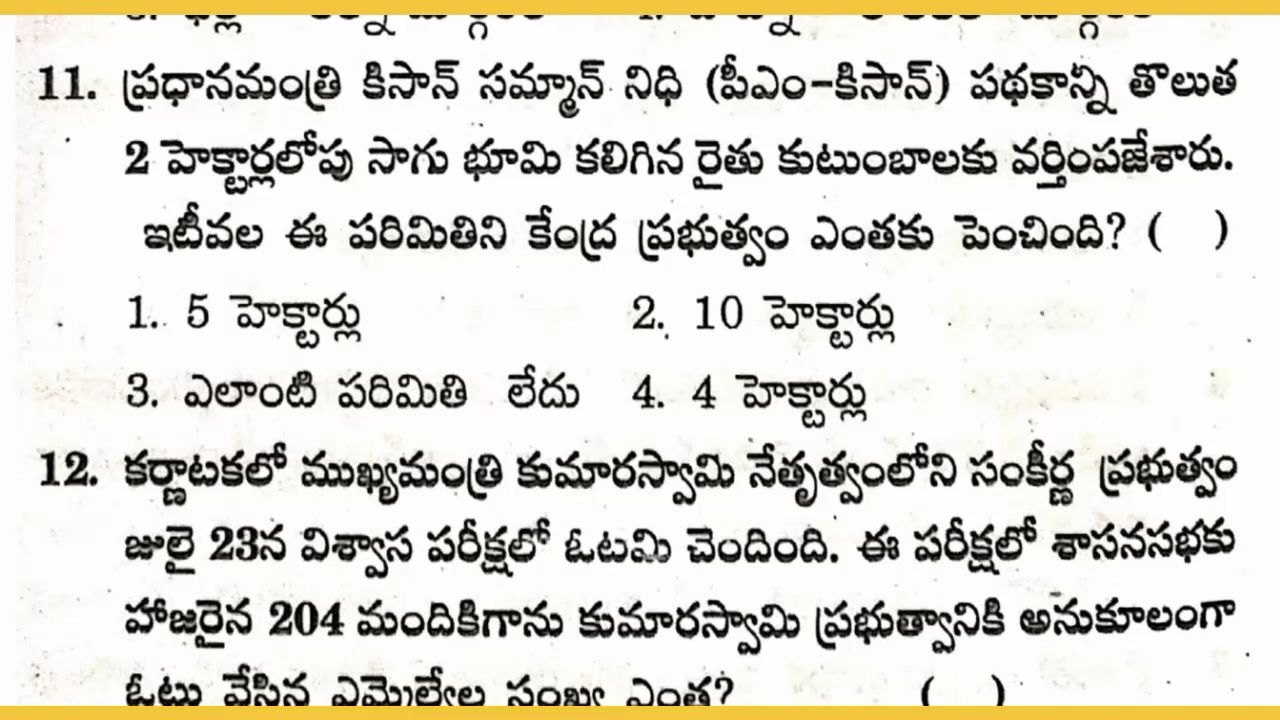 11. ప్రధానమంత్రి కిసాన్ సమ్మాన్ నిధి (పీఎం-కిసాన్) పథకాన్ని తొలుత
2 హెక్టార్లలోపు సాగు భూమి కలిగిన రైతు కుటుంబాలకు వర్తింపజేశారు.
ఇటీవల ఈ పరిమితిని కేంద్ర ప్రభుత్వం ఎంతకు పెంచింది? ( )
1. 5 హెక్టార్లు 2. 10 హెక్టార్లు
3. ఎలాంటి పరిమితి లేదు 4. 4 హెక్టార్లు
12. కర్ణాటకలో ముఖ్యమంత్రి కుమారస్వామి నేతృత్వంలోని సంకీర్ణ ప్రభుత్వం
జులై 23న విశ్వాస పరీక్షలో ఓటమి చెందింది. ఈ పరీక్షలో శాసనసభకు
హాజరైన 204 మందికిగాను కుమారస్వామి ప్రభుత్వానికి అనుకూలంగా
ఓటు వేసిన ఎమ్మెల్యేల సంఖ్య ఎంత? ( )